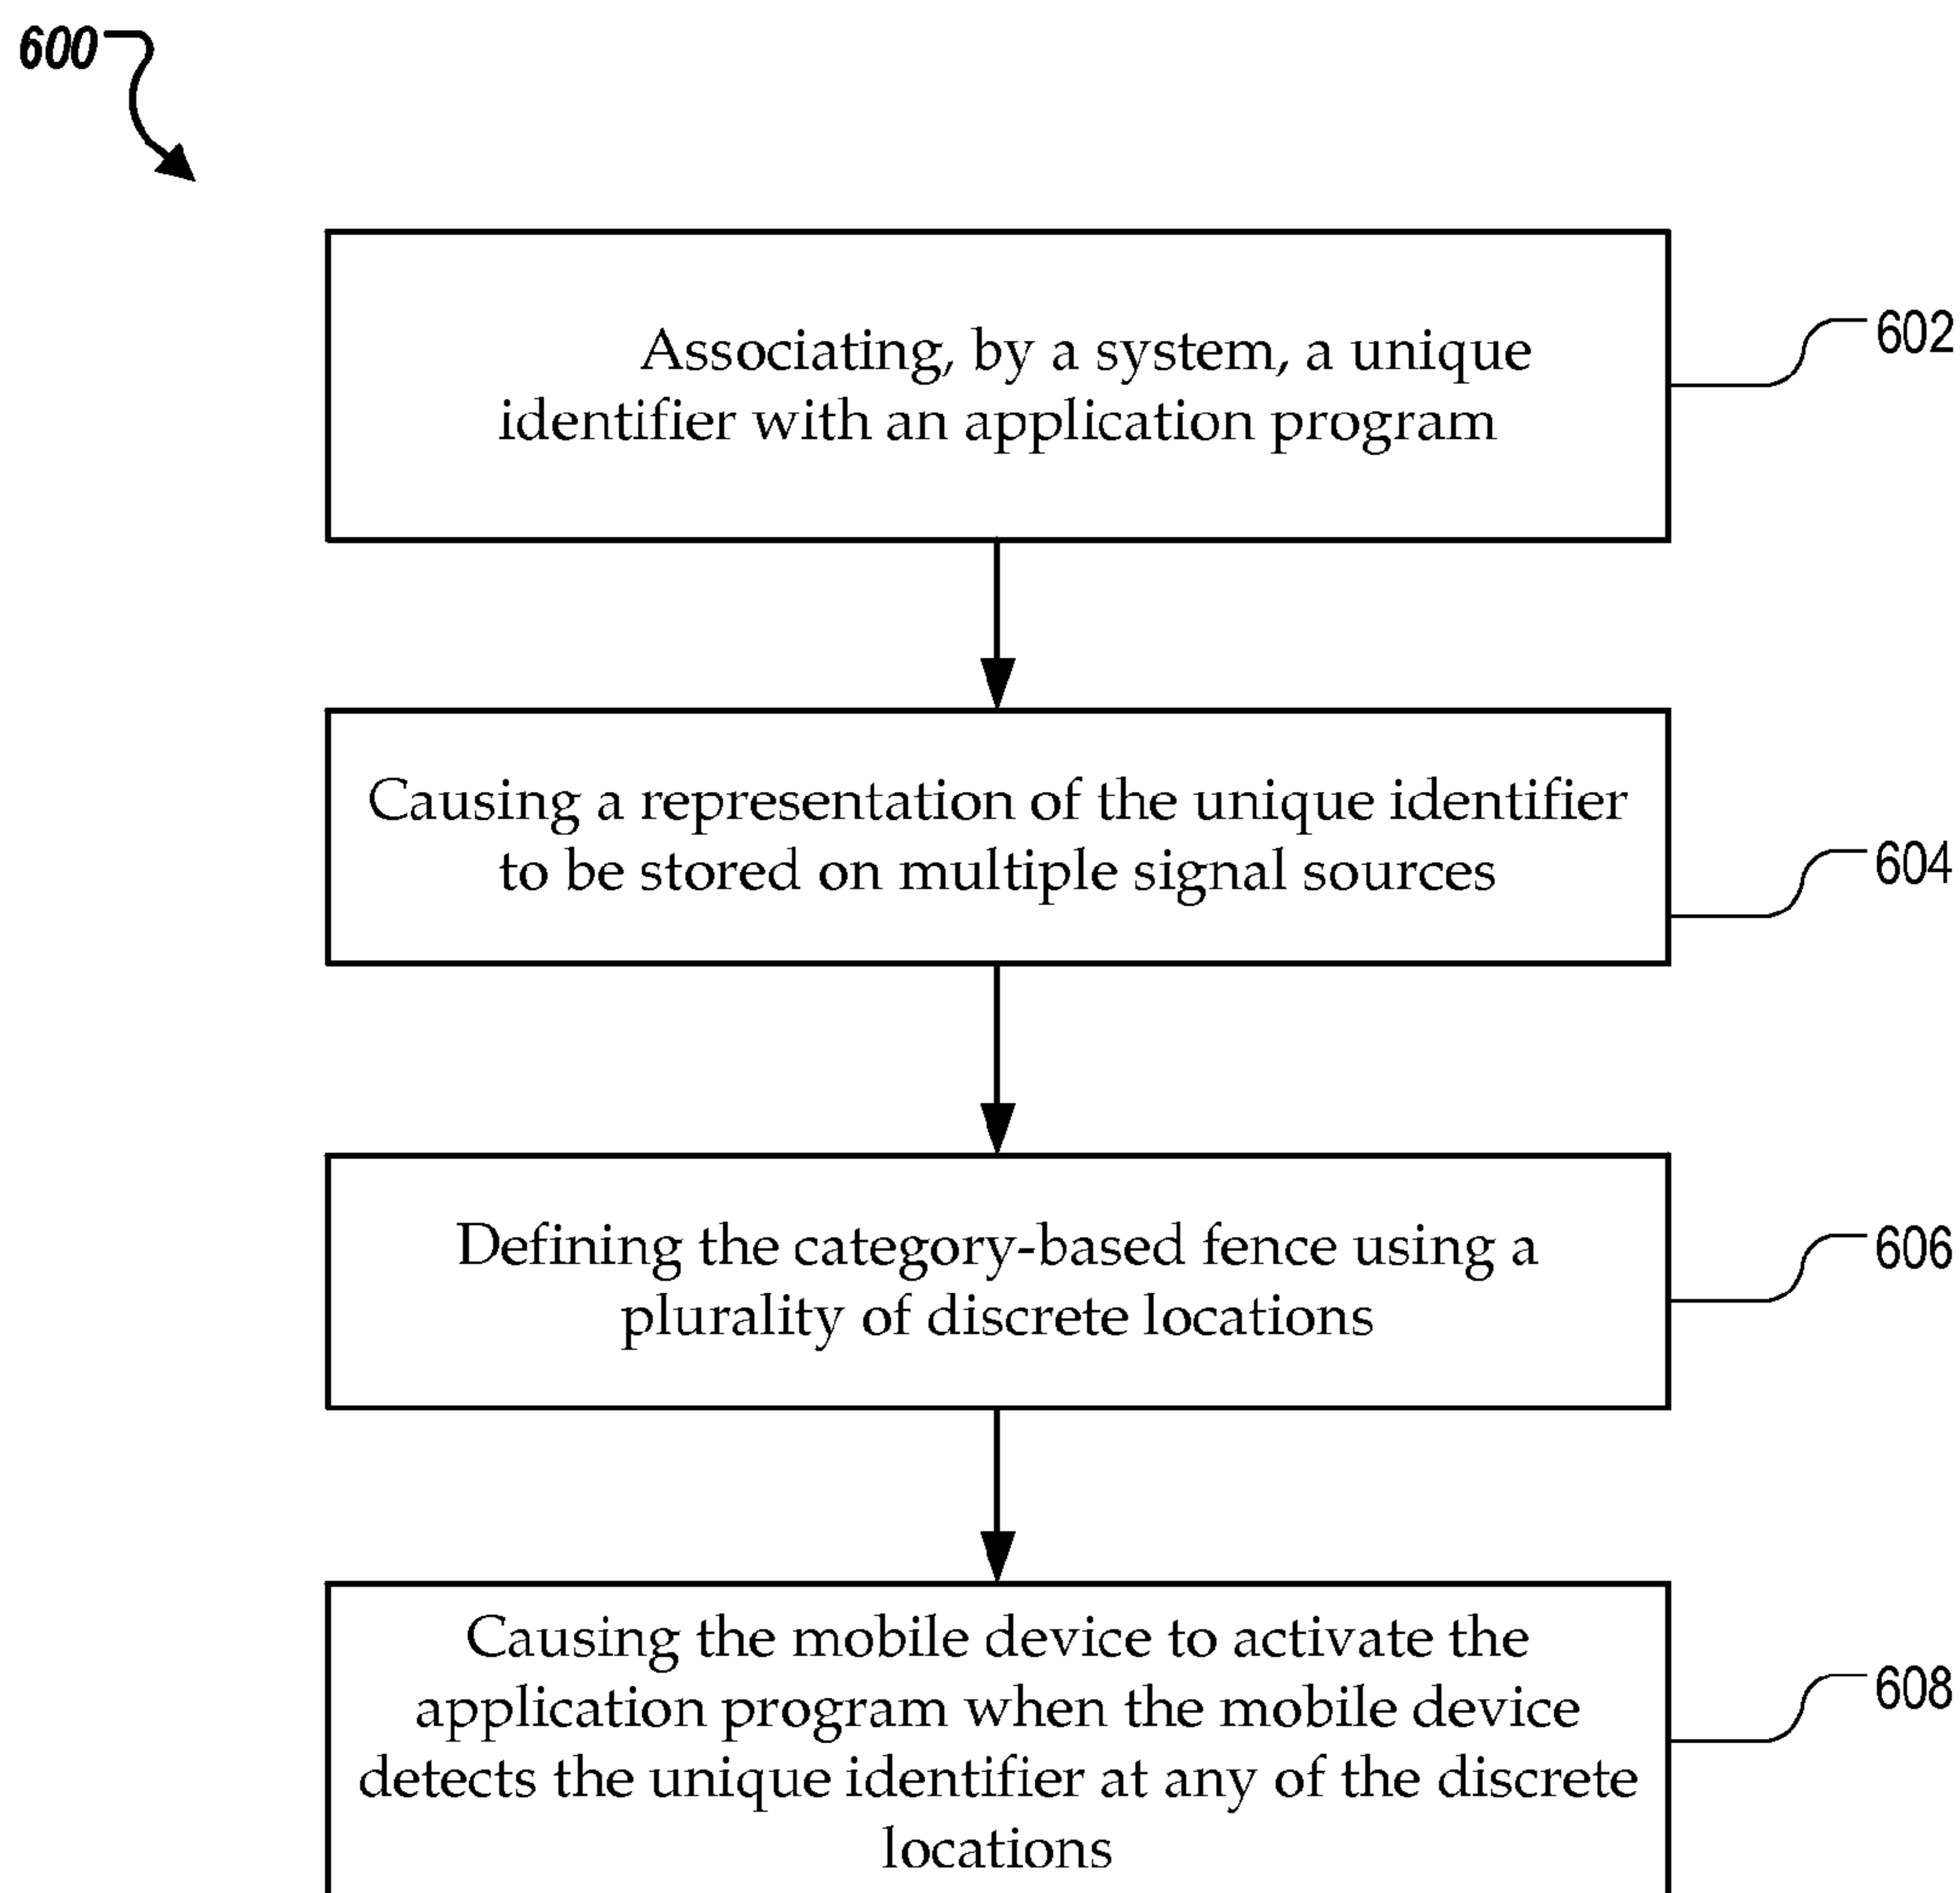 600
Associating, by a system, a unique
identifier with an application program
602
Causing a representation of the unique identifier
to be stored on multiple signal sources
604
Defining the category-based fence using a
plurality of discrete locations
606
Causing the mobile device to activate the
application program when the mobile device
detects the unique identifier at any of the discrete
locations
608